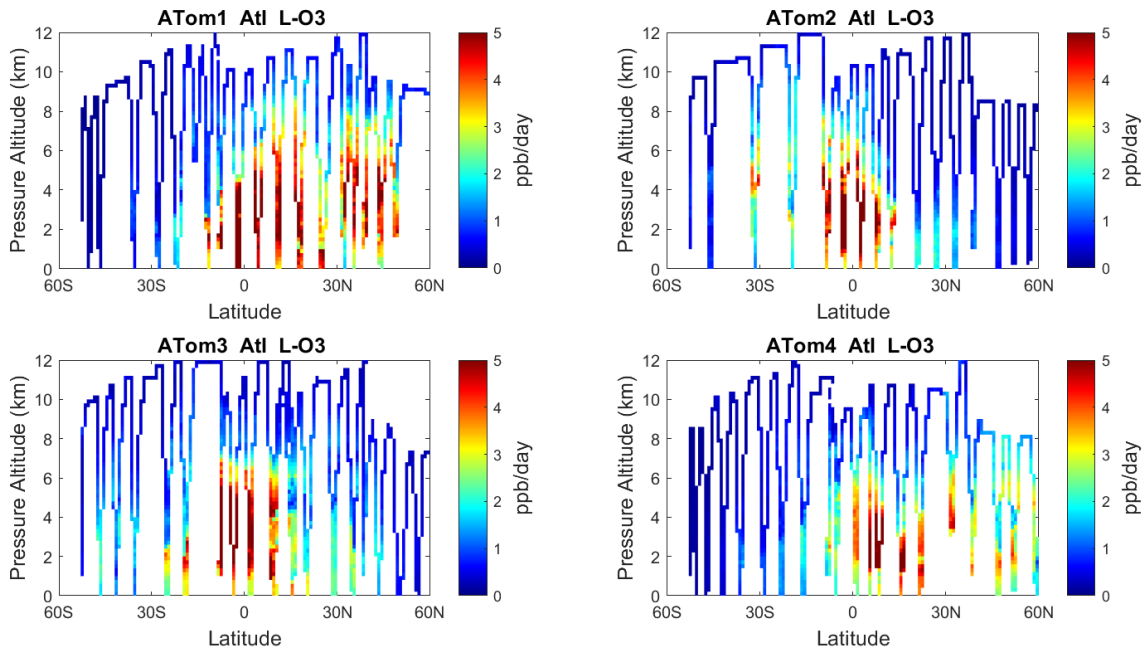 ATom1 Atl L-O3
12
10
8
6
4
2
0
Pressure Altitude (km)
60S 30S 0 30N 60N
Latitude
5
4
3
2
1
0
ppb/day
ATom2 Atl L-O3
12
10
8
6
4
2
0
Pressure Altitude (km)
60S 30S 0 30N 60N
Latitude
5
4
3
2
1
0
ppb/day
ATom3 Atl L-O3
12
10
8
6
4
2
0
Pressure Altitude (km)
60S 30S 0 30N 60N
Latitude
5
4
3
2
1
0
ppb/day
ATom4 Atl L-O3
12
10
8
6
4
2
0
Pressure Altitude (km)
60S 30S 0 30N 60N
Latitude
5
4
3
2
1
0
ppb/day